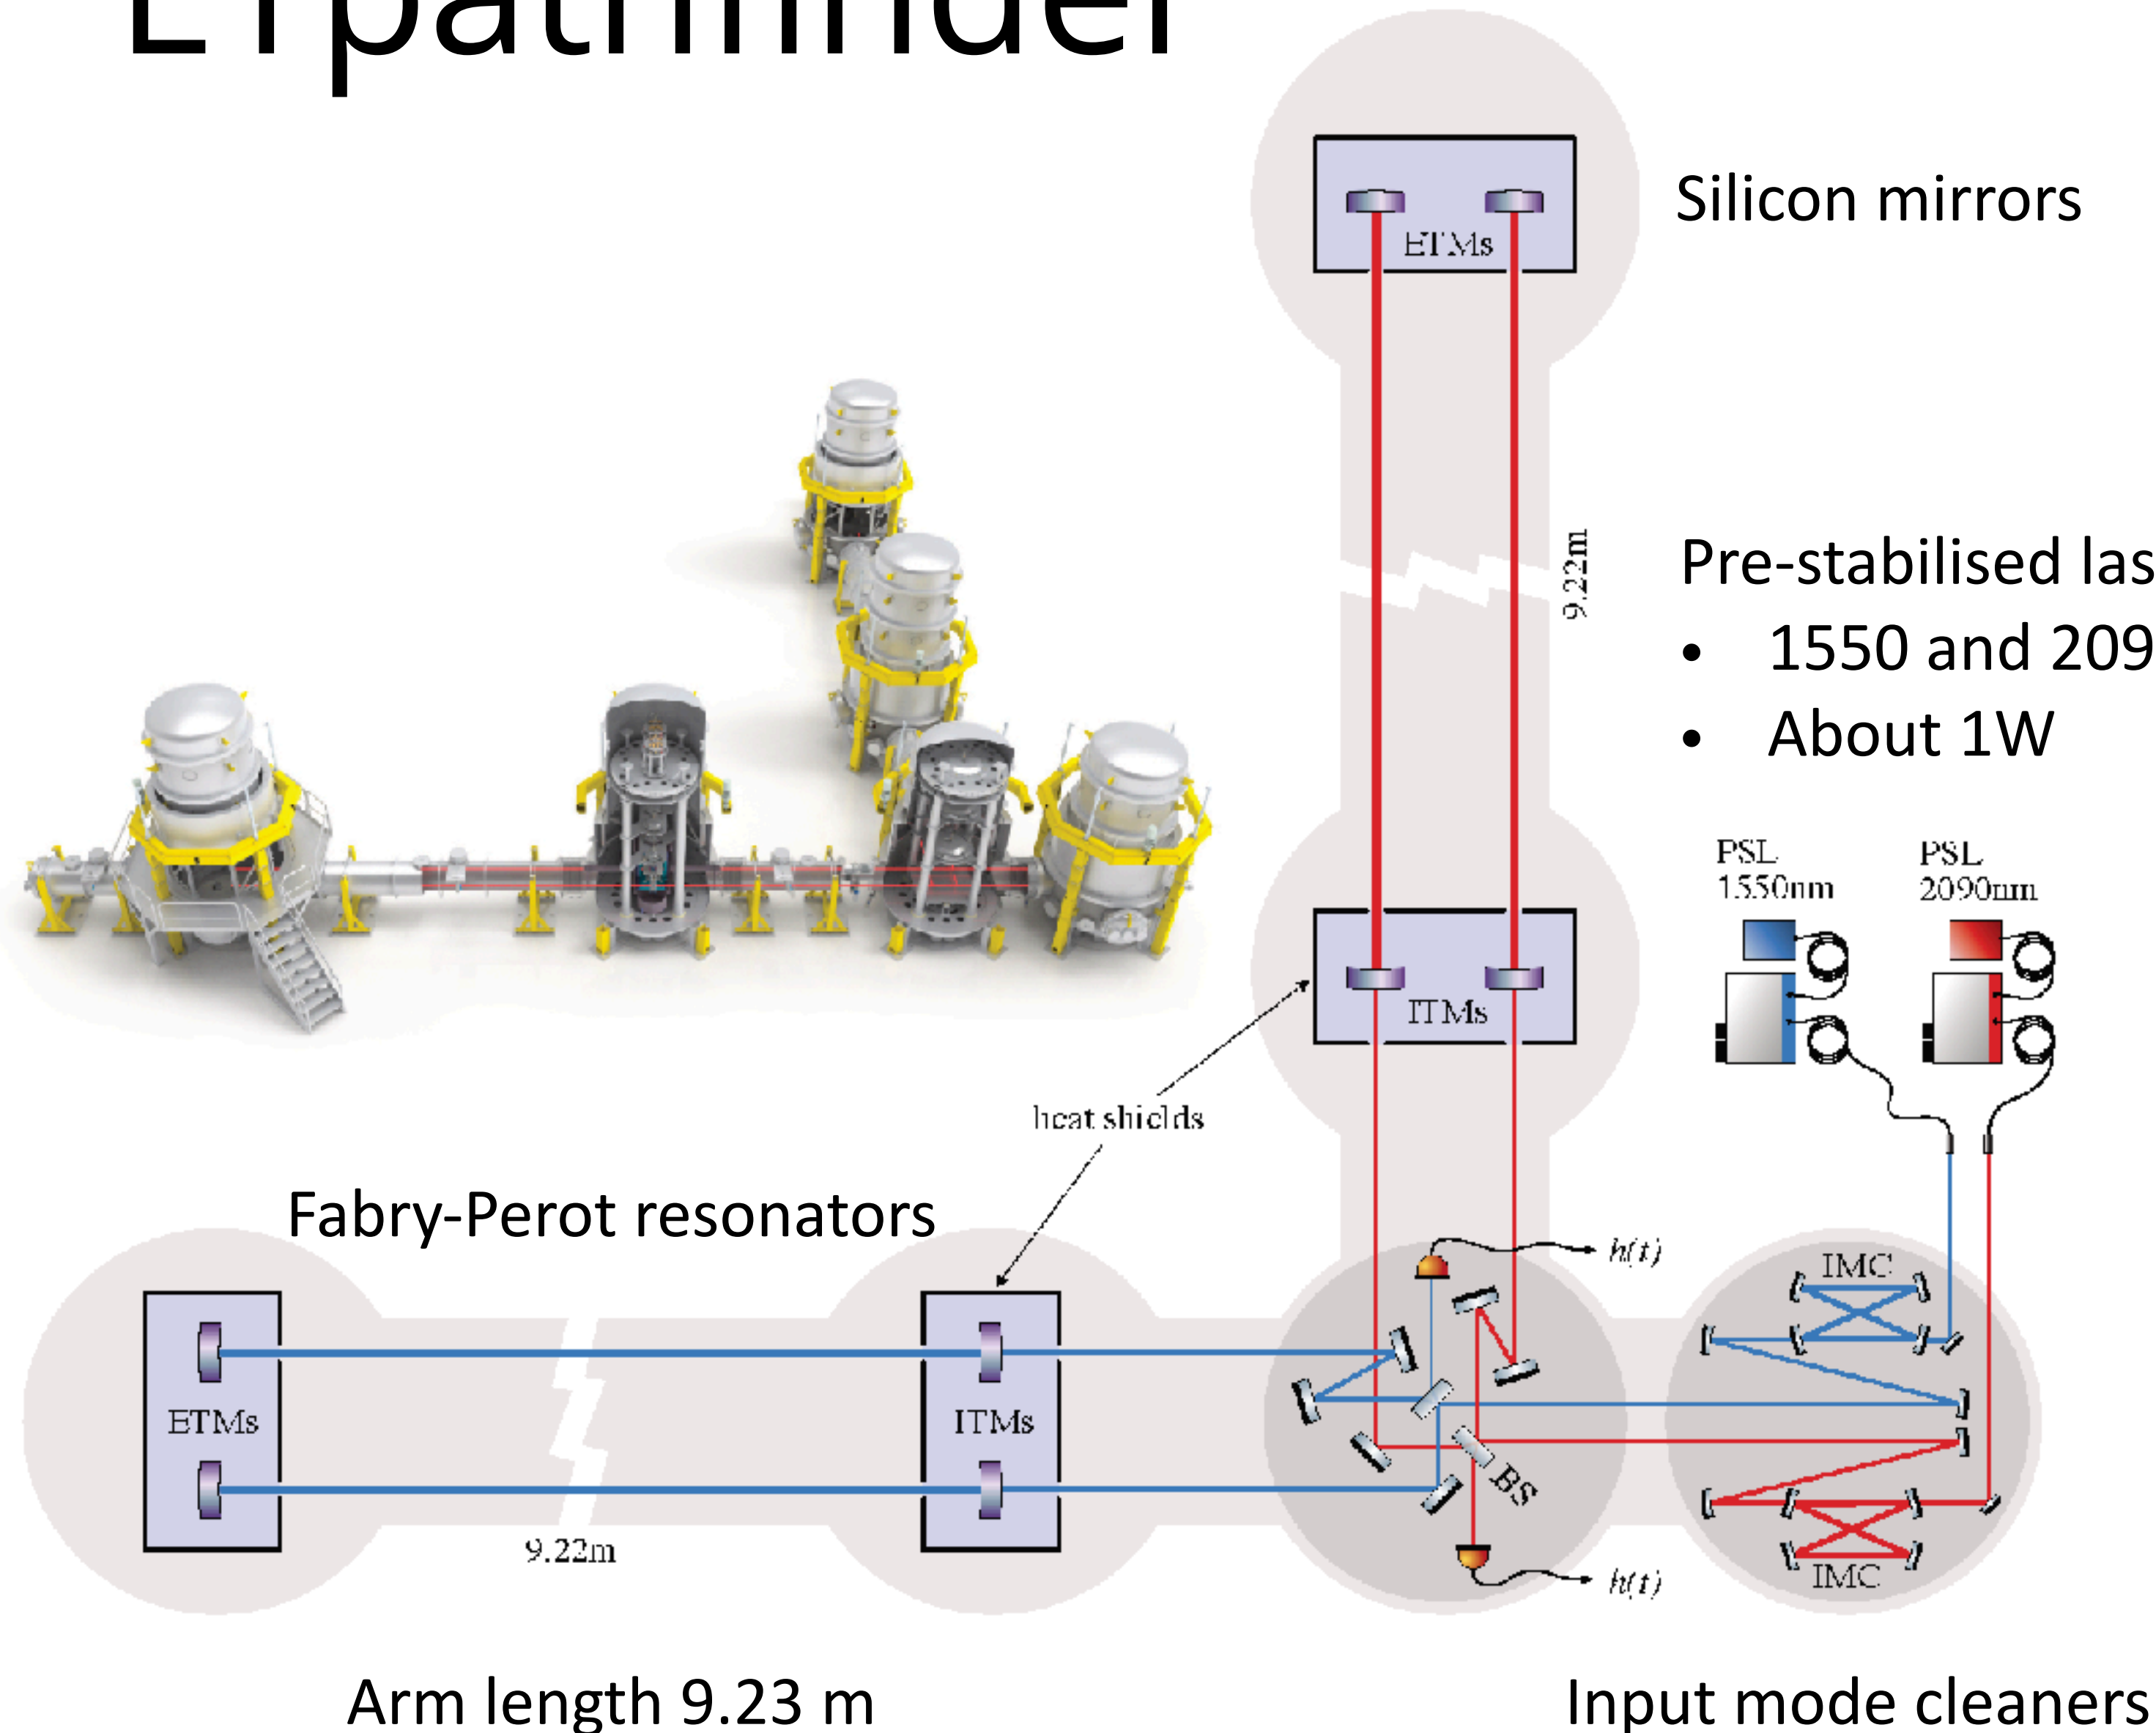 ETpathfinder
ETMs
Silicon mirrors
9.22m
Pre-stabilised las
• 1550 and 209
• About 1W
PSL
1550nm
PSL
2090nm
ITMs
heat shields
Fabry-Perot resonators
h(t)
IMC
ETMs
ITMs
BS
9.22m
h(t)
IMC
Arm length 9.23 m
Input mode cleaners